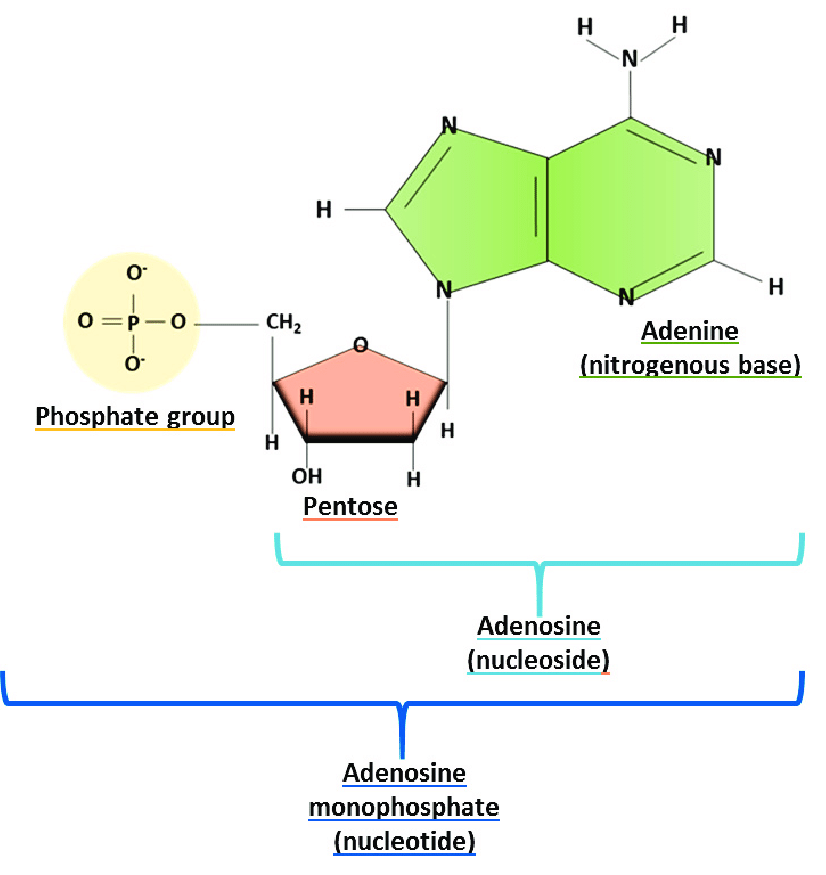 H H
N
N
N
H
N
N
H
O-
O = P — O
CH₂
O-
O
Adenine
(nitrogenous base)
Phosphate group
H
H
H
H
OH
H
Pentose
Adenosine
(nucleoside)
Adenosine
monophosphate
(nucleotide)